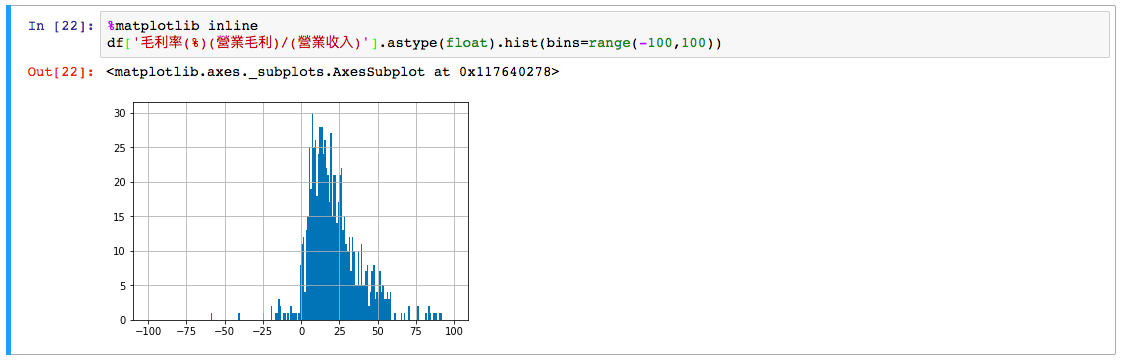 In [22]: %matplotlib inline
df['毛利率(%)(營業毛利)/(營業收入)'].astype(float).hist(bins=range(-100,100))
Out[22]: <matplotlib.axes._subplots.AxesSubplot at 0x117640278>
30
25
20
15
10
5
0
−100 −75 −50 −25 0 25 50 75 100